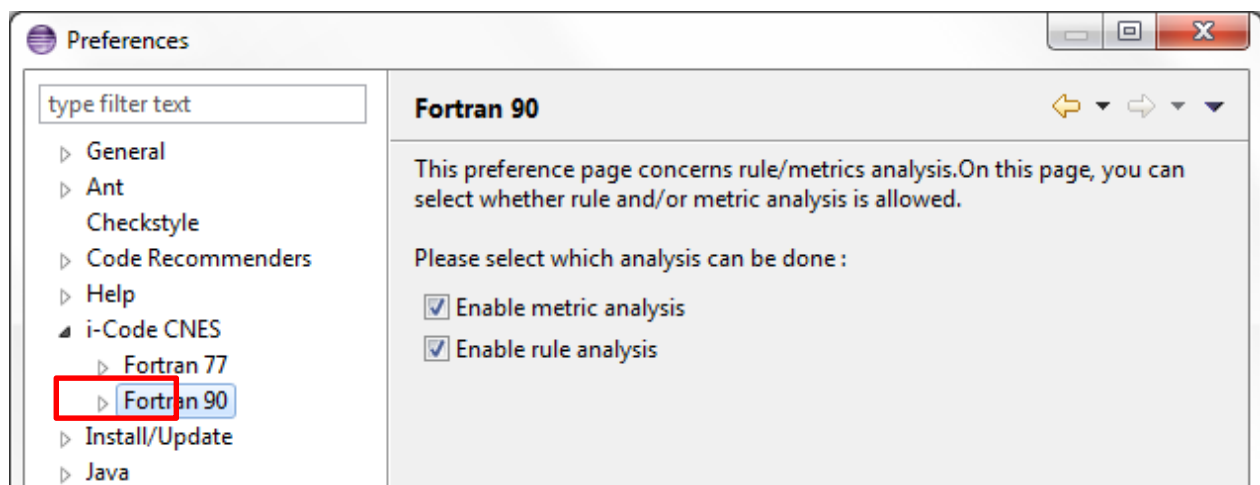 Preferences
type filter text
General
Ant
Checkstyle
Code Recommenders
Help
i-Code CNES
Fortran 77
Fortran 90
Install/Update
Java
Fortran 90
This preference page concerns rule/metrics analysis.On this page, you can
select whether rule and/or metric analysis is allowed.
Please select which analysis can be done :
Enable metric analysis
Enable rule analysis